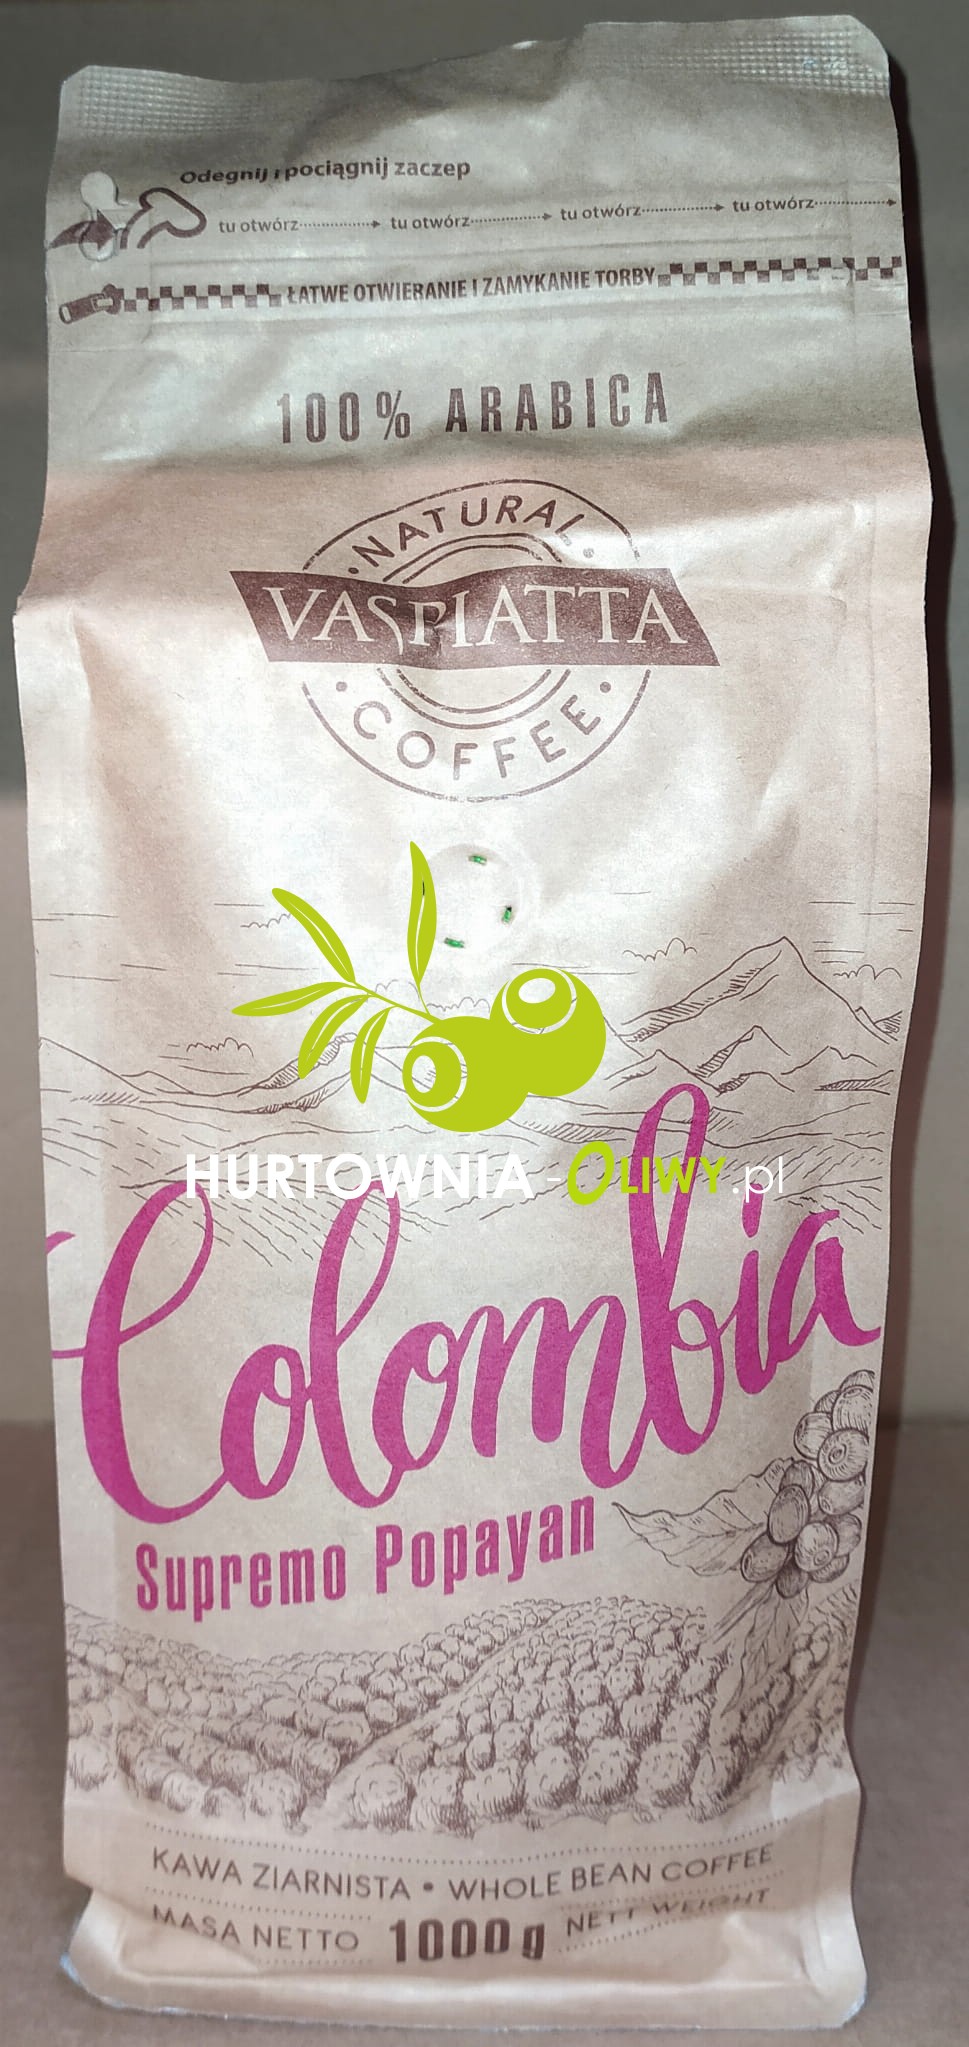 Odegnij i pociągnij zaczep
tu otwórz tu otwórz tu otwórz tu otwórz
ŁATWE OTWIERANIE I ZAMYKANIE TORBY
100% ARABICA
NATURAL
VASPIATTA
COFFEE
HURTOWNIA-OLIWY.pl
Colombia
Supremo Popayan
KAWA ZIARNISTA • WHOLE BEAN COFFEE
MASA NETTO 1000 g NETT WEIGHT